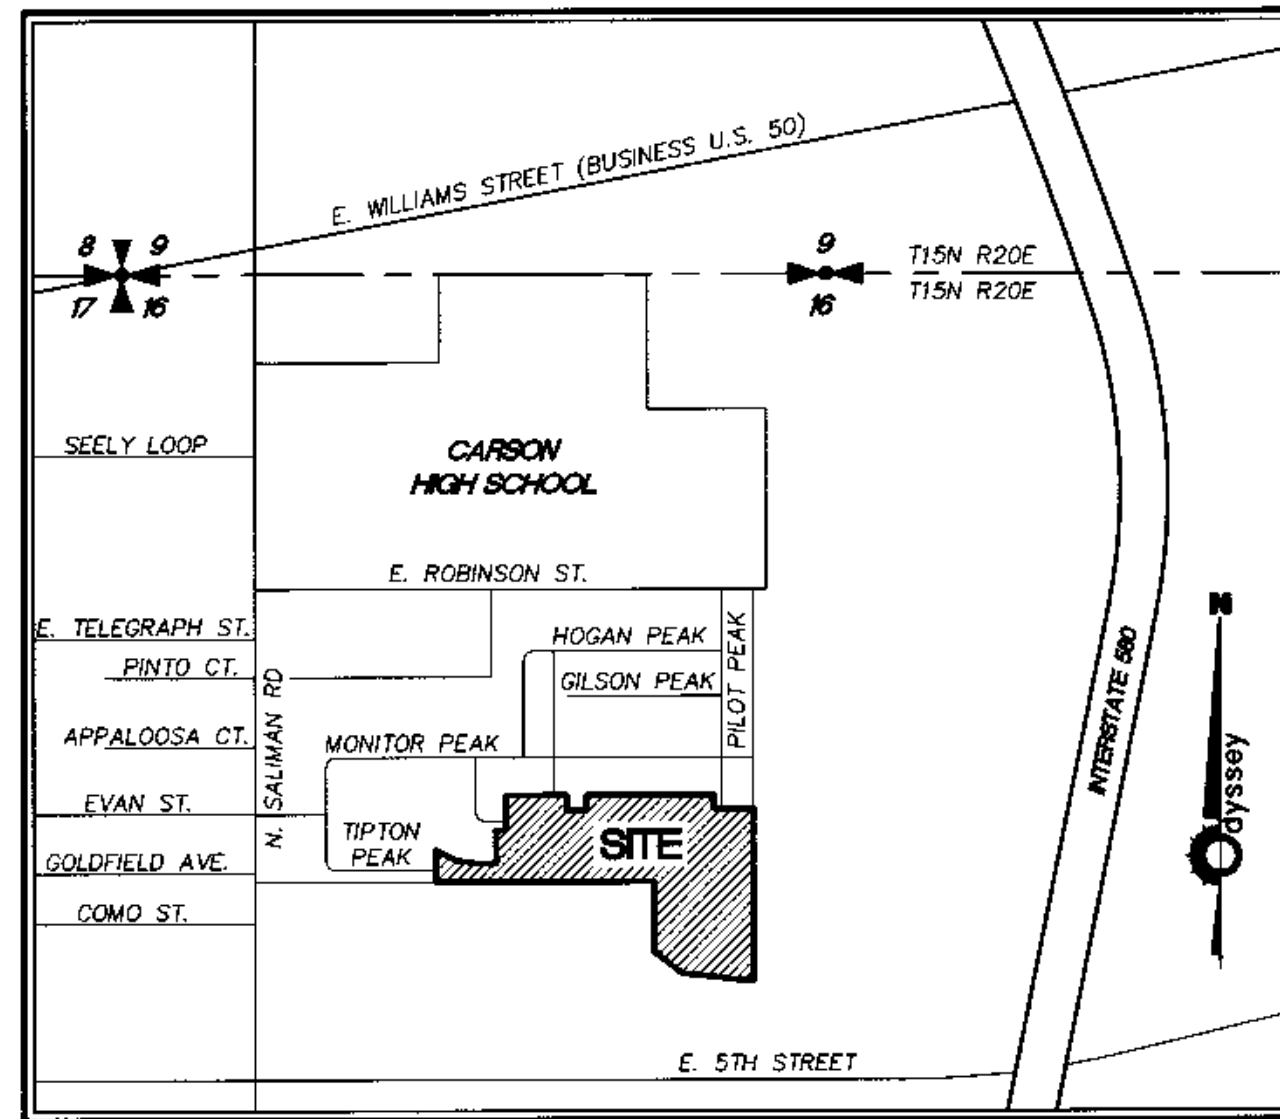 E. WILLIAMS STREET (BUSINESS U.S. 50)
8 9
17 16
9
16
T15N R20E
T15N R20E
SEELY LOOP
CARSON
HIGH SCHOOL
E. ROBINSON ST.
E. TELEGRAPH ST.
PINTO CT.
APPALOOSA CT.
EVAN ST.
GOLDFIELD AVE.
COMO ST.
N. SALIMAN RD
HOGAN PEAK
GILSON PEAK
PILOT PEAK
MONITOR PEAK
TIPTON
PEAK
SITE
INTERSTATE 580
N
Odyssey
E. 5TH STREET